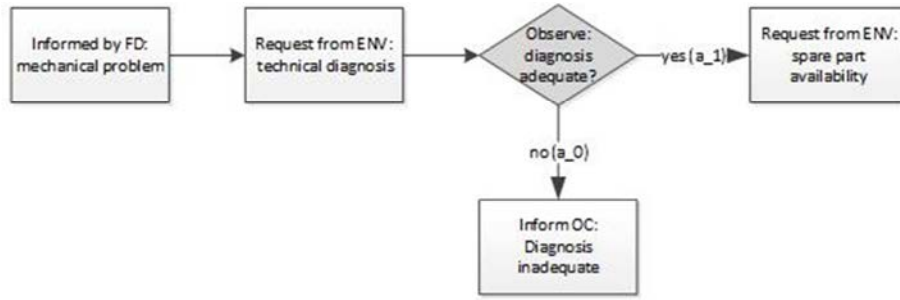 Informed by FD:
mechanical problem
Request from ENV:
technical diagnosis
Observe:
diagnosis
adequate?
yes(a_1)
Request from ENV:
spare part
availability
no(a_0)
Inform OC:
Diagnosis
inadequate